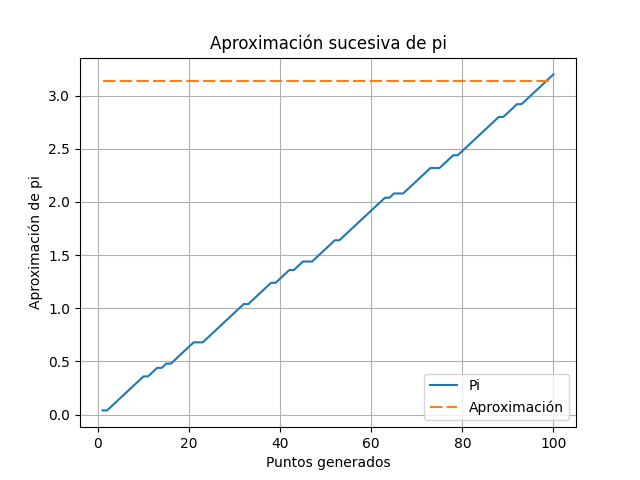 Aproximación sucesiva de pi
Aproximación de pi
3.0
2.5
2.0
1.5
1.0
0.5
0.0
0 20 40 60 80 100
Puntos generados
Pi
Aproximación